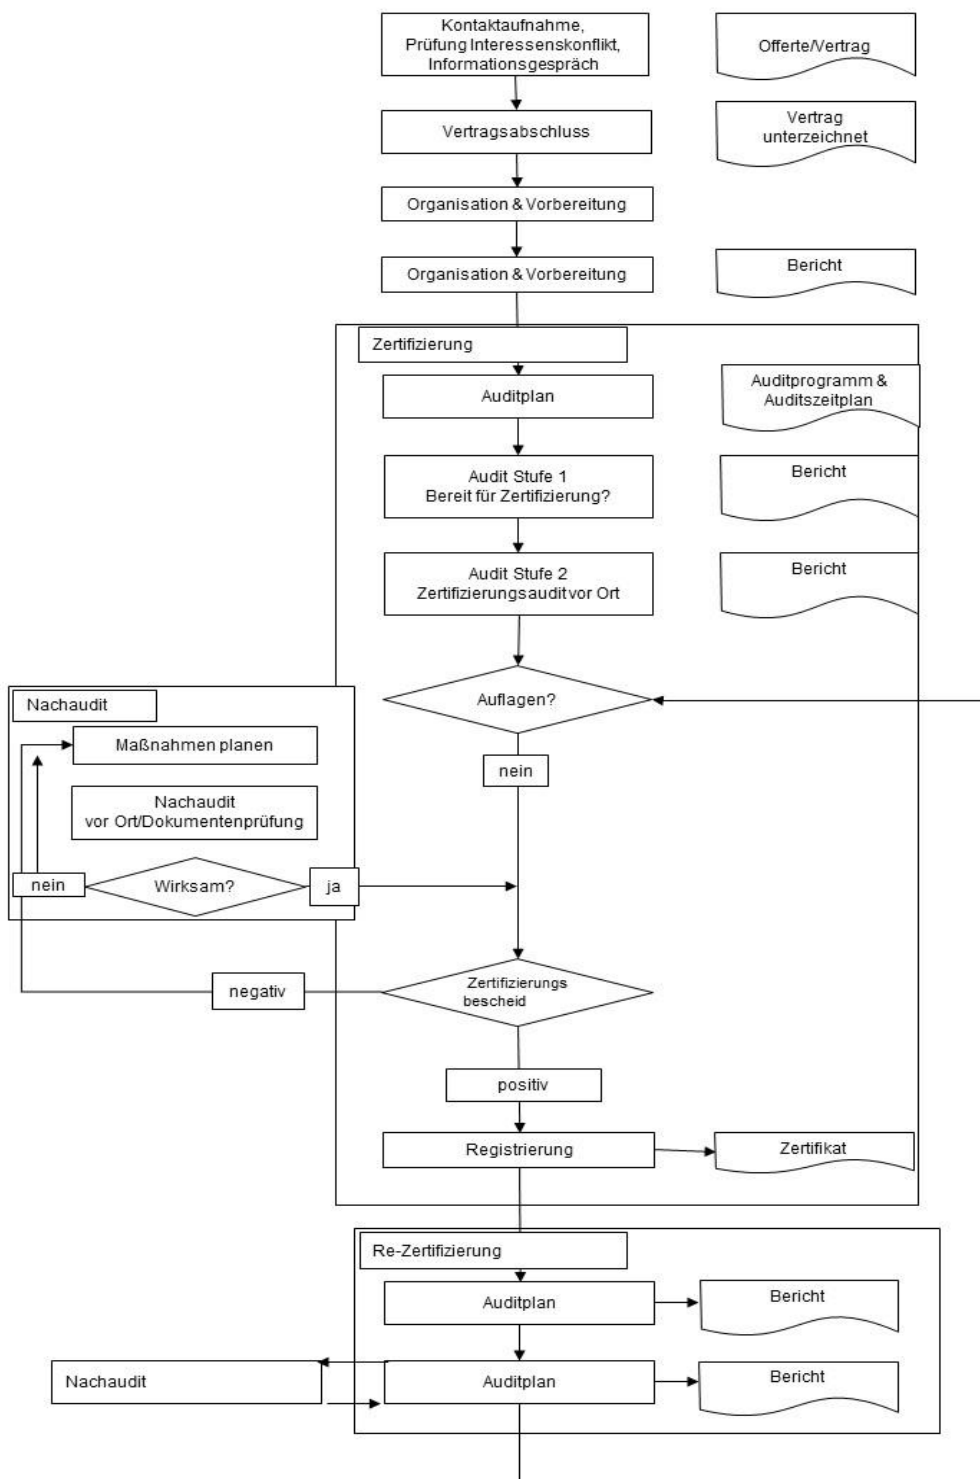 Kontaktaufnahme,
Prüfung Interessenskonflikt,
Informationsgespräch
Offerte/Vertrag
Vertragsabschluss
Vertrag
unterzeichnet
Organisation & Vorbereitung
Organisation & Vorbereitung
Bericht
Zertifizierung
Auditplan
Auditprogramm &
Auditszeitplan
Audit Stufe 1
Bereit für Zertifizierung?
Bericht
Audit Stufe 2
Zertifizierungsaudit vor Ort
Bericht
Auflagen?
nein
Nachaudit
Maßnahmen planen
Nachaudit
vor Ort/Dokumentenprüfung
nein
Wirksam?
ja
Zertifizierungs
bescheid
negativ
positiv
Registrierung
Zertifikat
Re-Zertifizierung
Auditplan
Bericht
Nachaudit
Auditplan
Bericht